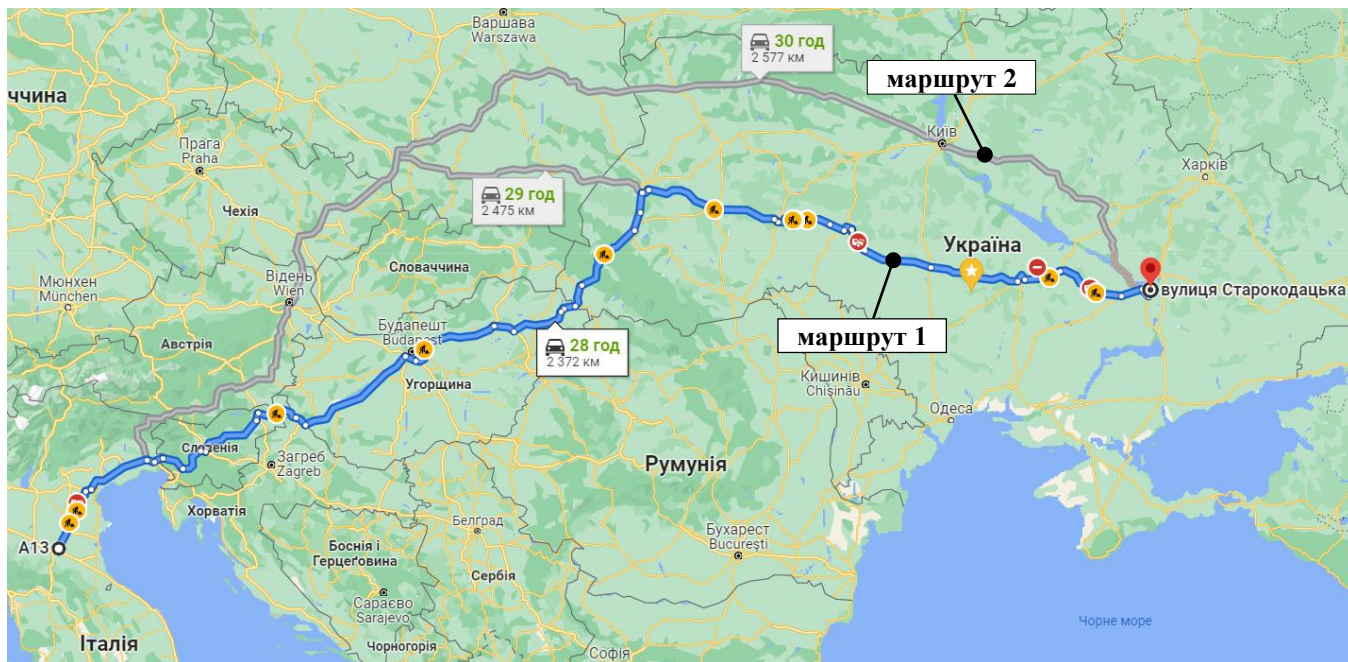 Варшава
Warszawa
30 год
2 577 км
маршрут 2
ччина
Київ
Прага
Praha
Харків
29 год
2 475 км
Чехія
Україна
Словаччина
Мюнхен
München
Відень
Wien
вулиця Старокодацька
Будапешт
Budapest
маршрут 1
Австрія
28 год
2 372 км
Угорщина
Кишинів
Chișinău
Одеса
Словенія
Загреб
Zagreb
Румунія
Хорватія
Белград
A13
Боснія і
Герцеґовина
Бухарест
București
Сербія
Сараєво
Sarajevo
Чорне море
Італія
Чорногорія
Софія